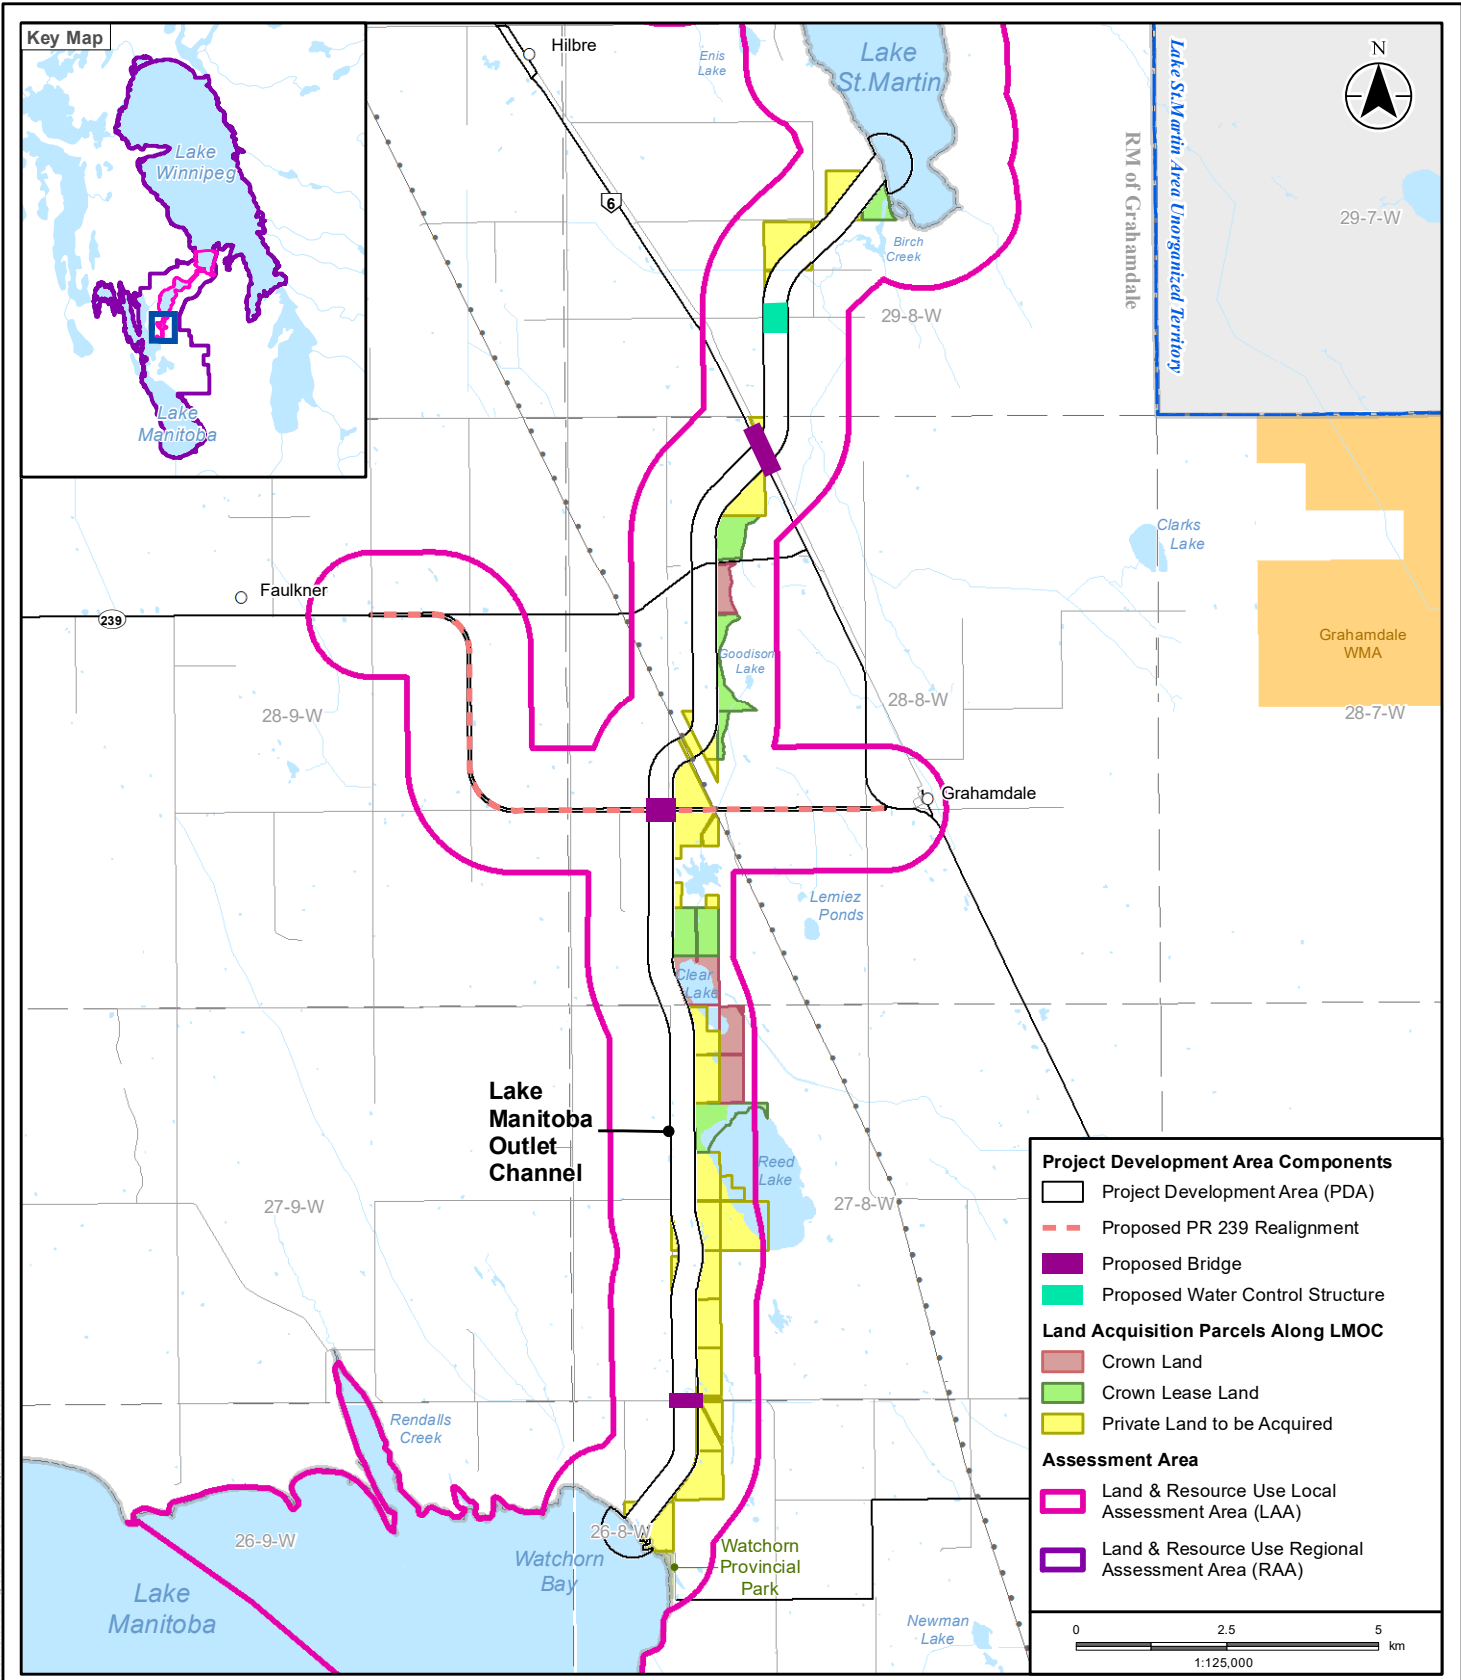 Key Map
Lake
Winnipeg
Lake
Manitoba
Hilbre
Enis
Lake
Lake
St.Martin
N
6
RM of Grahamdale
Lake St.Martin Area Unorganized Territory
29-7-W
Birch
Creek
29-8-W
Clarks
Lake
Faulkner
239
Grahamdale
WMA
Goodison
Lake
28-9-W
28-8-W
28-7-W
Grahamdale
Lemiez
Ponds
Clear
Lake
Lake
Manitoba
Outlet
Channel
Reed
Lake
27-9-W
27-8-W
Rendalls
Creek
26-9-W
26-8-W
Watchorn
Bay
Watchorn
Provincial
Park
Lake
Manitoba
Newman
Lake
Project Development Area Components
Project Development Area (PDA)
Proposed PR 239 Realignment
Proposed Bridge
Proposed Water Control Structure
Land Acquisition Parcels Along LMOC
Crown Land
Crown Lease Land
Private Land to be Acquired
Assessment Area
Land & Resource Use Local
Assessment Area (LAA)
Land & Resource Use Regional
Assessment Area (RAA)
0 2.5 5
km
1:125,000